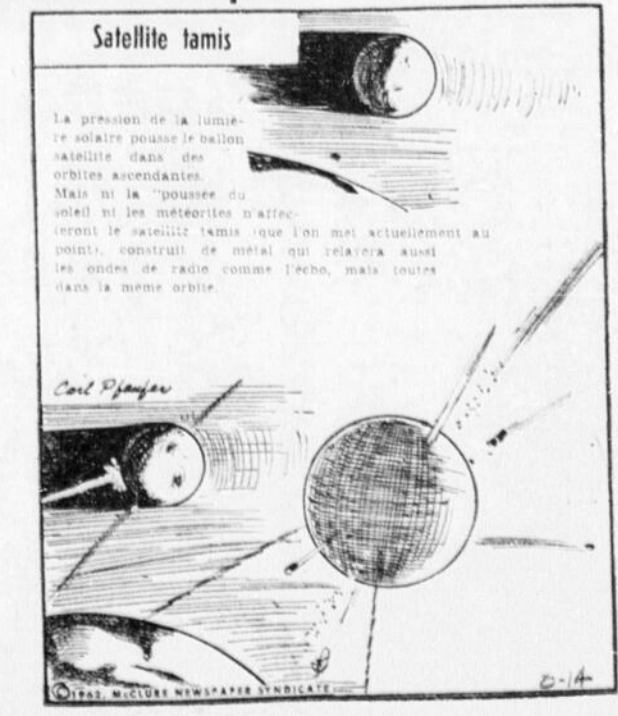 Satellite tamis
La pression de la lumiè-
re solaire pousse le ballon
satellite dans des
orbites ascendantes.
Mais ni la "poussée du
soleil ni les météorites n'affec-
teront le satellite tamis (que l'on met actuellement au
point), construit de métal qui relayera aussi
les ondes de radio comme l'écho, mais toutes
dans la même orbite.
Carl Pfeufer
©1962, McCLURE NEWSPAPER SYNDICATE